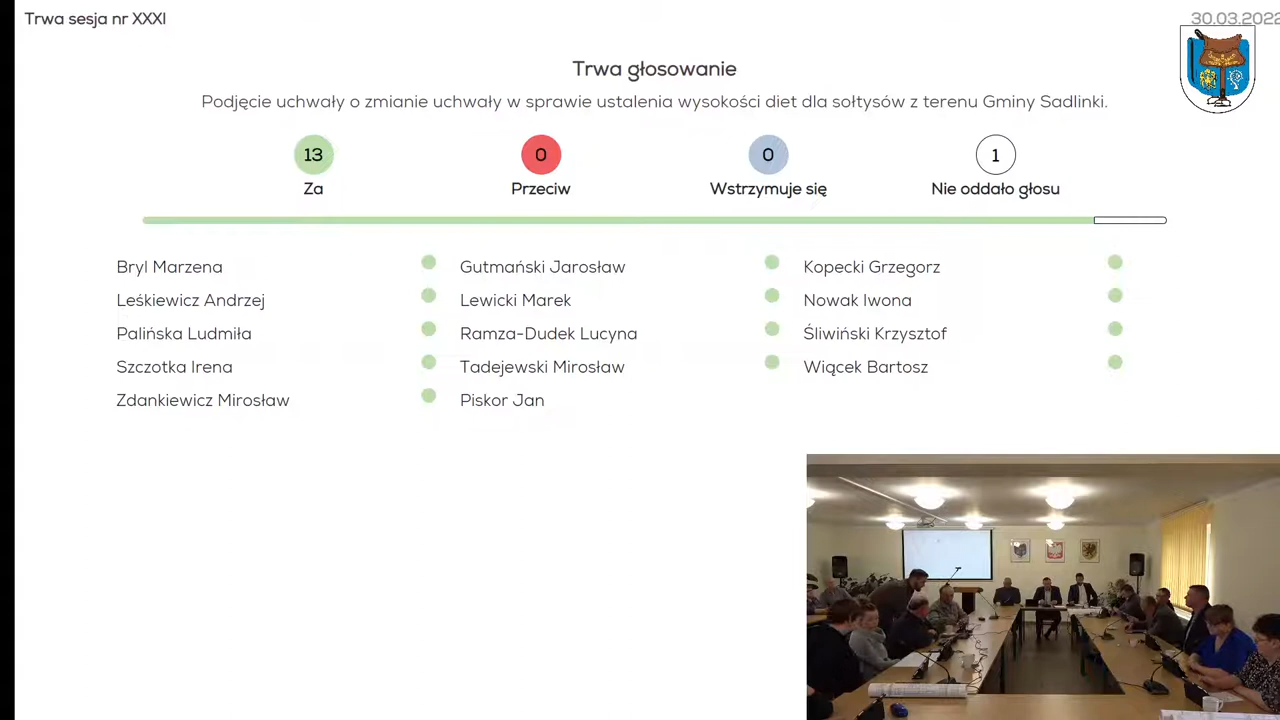 Trwa sesja nr XXXI
30.03.2022
Trwa głosowanie
Podjęcie uchwały o zmianie uchwały w sprawie ustalenia wysokości diet dla sołtysów z terenu Gminy Sadlinki.
13 0 0 1
Za Przeciw Wstrzymuje się Nie oddało głosu
Bryl Marzena Gutmański Jarosław Kopecki Grzegorz
Leśkiewicz Andrzej Lewicki Marek Nowak Iwona
Palińska Ludmiła Ramza-Dudek Lucyna Śliwiński Krzysztof
Szczotka Irena Tadejewski Mirosław Wiącek Bartosz
Zdankiewicz Mirosław Piskor Jan